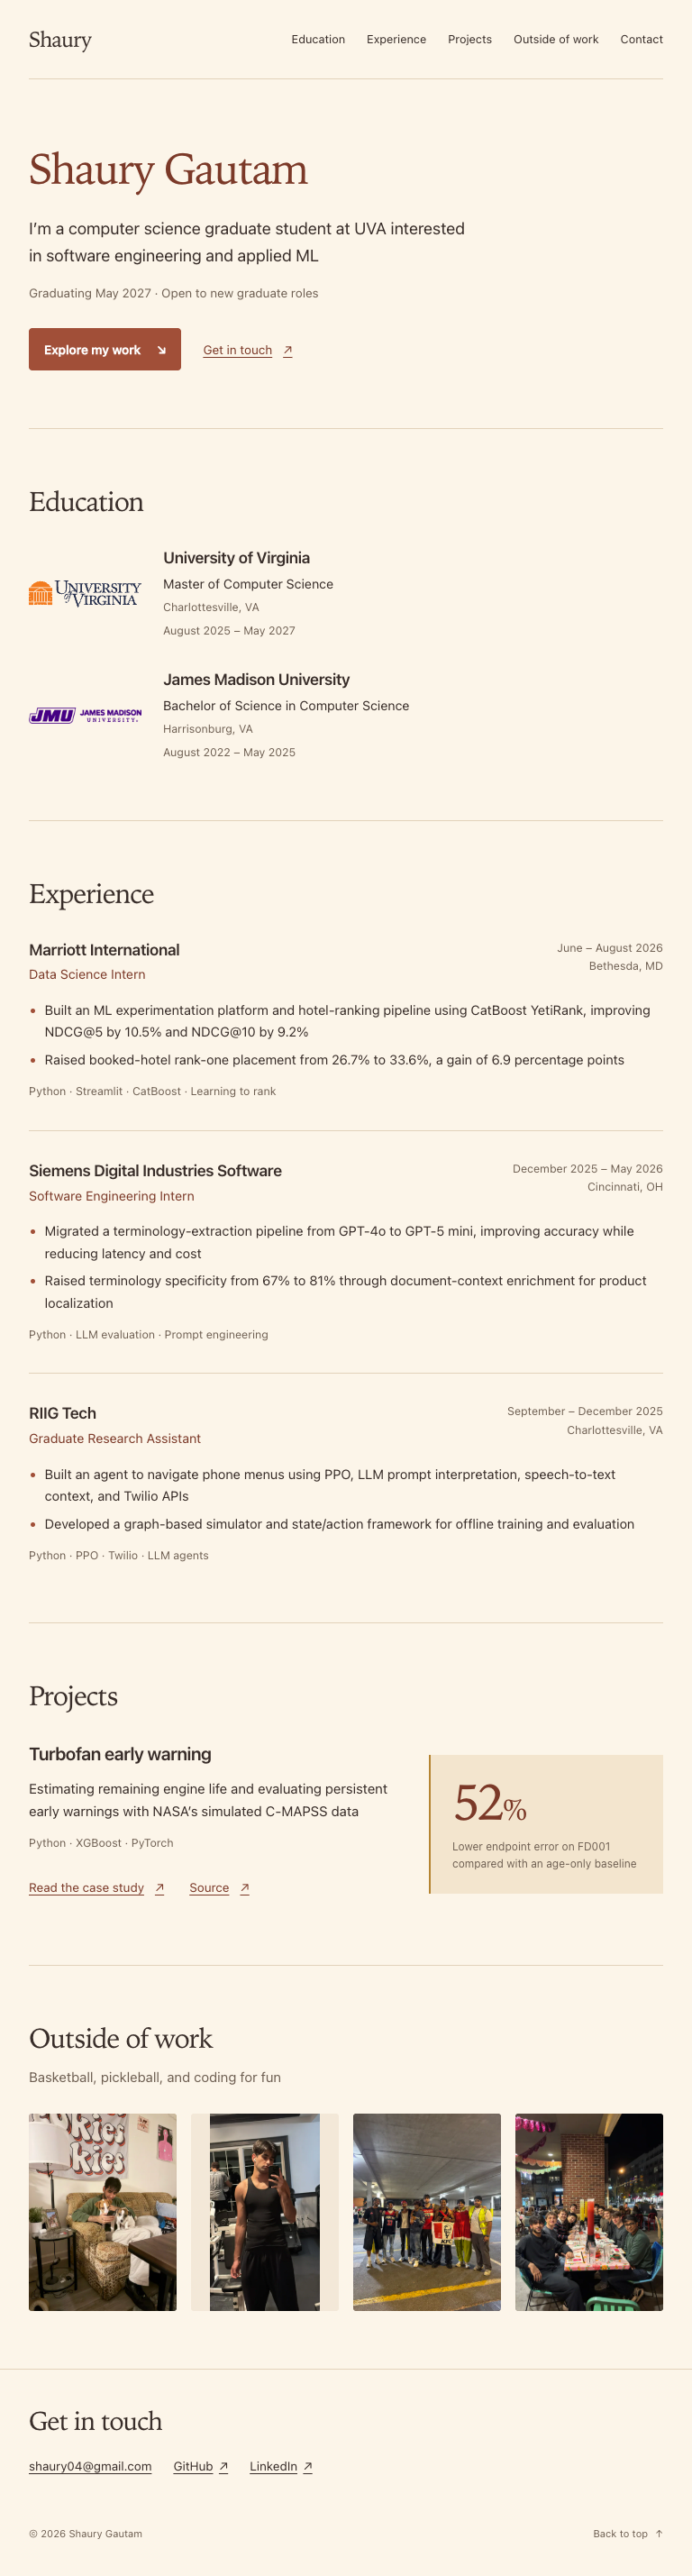 Shaury
Education Experience Projects Outside of work Contact
Shaury Gautam
I’m a computer science graduate student at UVA interested
in software engineering and applied ML
Graduating May 2027 · Open to new graduate roles
Explore my work ↘
Get in touch ↗
Education
UNIVERSITY
of VIRGINIA
University of Virginia
Master of Computer Science
Charlottesville, VA
August 2025 – May 2027
JMU JAMES MADISON
UNIVERSITY.
James Madison University
Bachelor of Science in Computer Science
Harrisonburg, VA
August 2022 – May 2025
Experience
Marriott International
June – August 2026
Data Science Intern
Bethesda, MD
• Built an ML experimentation platform and hotel-ranking pipeline using CatBoost YetiRank, improving
NDCG@5 by 10.5% and NDCG@10 by 9.2%
• Raised booked-hotel rank-one placement from 26.7% to 33.6%, a gain of 6.9 percentage points
Python · Streamlit · CatBoost · Learning to rank
Siemens Digital Industries Software
December 2025 – May 2026
Software Engineering Intern
Cincinnati, OH
• Migrated a terminology-extraction pipeline from GPT-4o to GPT-5 mini, improving accuracy while
reducing latency and cost
• Raised terminology specificity from 67% to 81% through document-context enrichment for product
localization
Python · LLM evaluation · Prompt engineering
RIIG Tech
September – December 2025
Graduate Research Assistant
Charlottesville, VA
• Built an agent to navigate phone menus using PPO, LLM prompt interpretation, speech-to-text
context, and Twilio APIs
• Developed a graph-based simulator and state/action framework for offline training and evaluation
Python · PPO · Twilio · LLM agents
Projects
Turbofan early warning
Estimating remaining engine life and evaluating persistent
early warnings with NASA’s simulated C-MAPSS data
Python · XGBoost · PyTorch
Read the case study ↗ Source ↗
52%
Lower endpoint error on FD001
compared with an age-only baseline
Outside of work
Basketball, pickleball, and coding for fun
kies
KFC
Get in touch
shaury04@gmail.com GitHub ↗ LinkedIn ↗
© 2026 Shaury Gautam
Back to top ↑